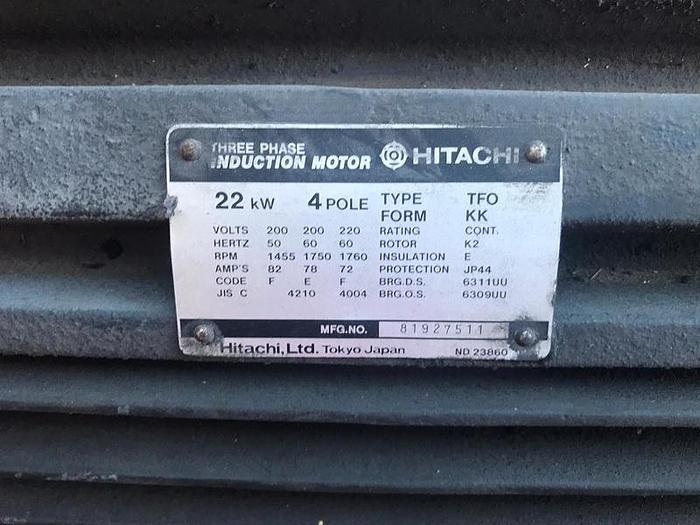 THREE PHASE
INDUCTION MOTOR HITACHI
22 kW 4 POLE TYPE TFO
FORM KK
VOLTS 200 200 220 RATING CONT.
HERTZ 50 60 60 ROTOR K2
RPM 1455 1750 1760 INSULATION E
AMP'S 82 78 72 PROTECTION JP44
CODE F E F BRG.D.S. 6311UU
JIS C 4210 4004 BRG.O.S. 6309UU
MFG.NO. 81927511
Hitachi, Ltd. Tokyo Japan ND 23860